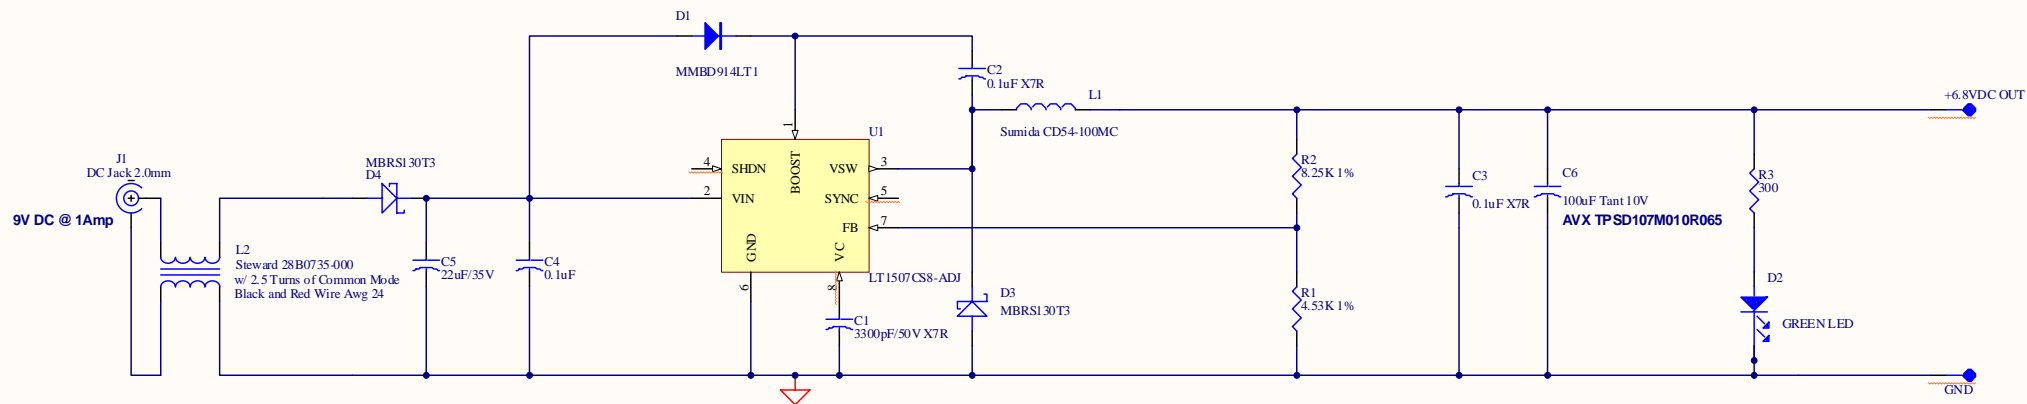 D1
MMBD914LT1
C2
0.1uF X7R
L1
Sumida CD54-100MC
+6.8VDC OUT
J1
DC Jack 2.0mm
9V DC @ 1Amp
MBRS130T3
D4
L2
Steward 28B0735-000
w/ 2.5 Turns of Common Mode
Black and Red Wire Awg 24
C5
22uF/35V
C4
0.1uF
U1
1
BOOST
4
SHDN
2
VIN
VSW
3
SYNC
5
FB
7
GND
6
VC
8
LT1507CS8-ADJ
C1
3300pF/50V X7R
D3
MBRS130T3
R2
8.25K 1%
R1
4.53K 1%
C3
0.1uF X7R
C6
100uF Tant 10V
AVX TPSD107M010R065
R3
300
D2
GREEN LED
GND